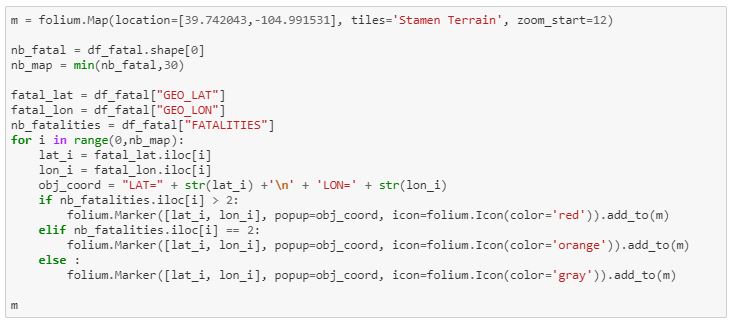 m = folium.Map(location=[39.742043,-104.991531], tiles='Stamen Terrain', zoom_start=12)

nb_fatal = df_fatal.shape[0]
nb_map = min(nb_fatal,30)

fatal_lat = df_fatal["GEO_LAT"]
fatal_lon = df_fatal["GEO_LON"]
nb_fatalities = df_fatal["FATALITIES"]
for i in range(0,nb_map):
    lat_i = fatal_lat.iloc[i]
    lon_i = fatal_lon.iloc[i]
    obj_coord = "LAT=" + str(lat_i) +'\n' + 'LON=' + str(lon_i)
    if nb_fatalities.iloc[i] > 2:
        folium.Marker([lat_i, lon_i], popup=obj_coord, icon=folium.Icon(color='red')).add_to(m)
    elif nb_fatalities.iloc[i] == 2:
        folium.Marker([lat_i, lon_i], popup=obj_coord, icon=folium.Icon(color='orange')).add_to(m)
    else :
        folium.Marker([lat_i, lon_i], popup=obj_coord, icon=folium.Icon(color='gray')).add_to(m)

m